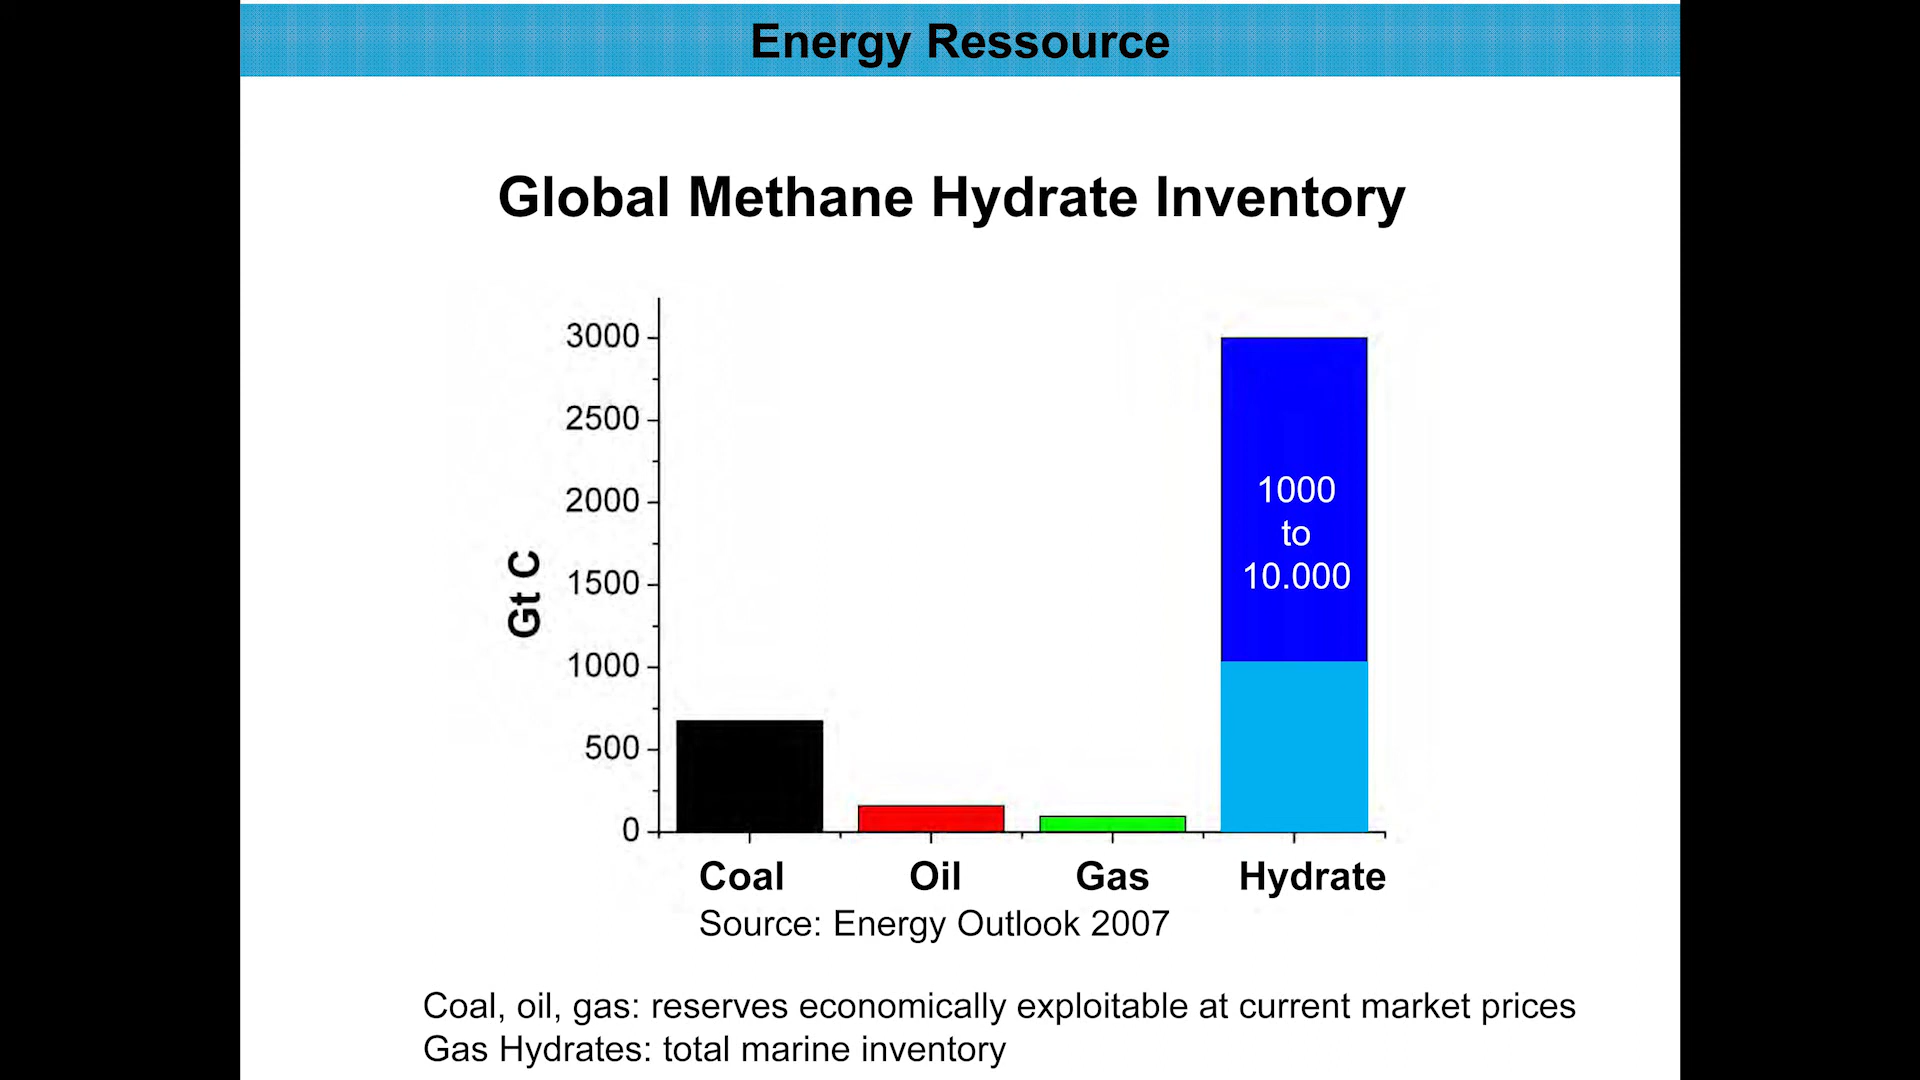 Energy Ressource
Global Methane Hydrate Inventory
3000
2500
2000
1500
1000
500
0
Gt C
1000
to
10.000
Coal Oil Gas Hydrate
Source: Energy Outlook 2007
Coal, oil, gas: reserves economically exploitable at current market prices
Gas Hydrates: total marine inventory